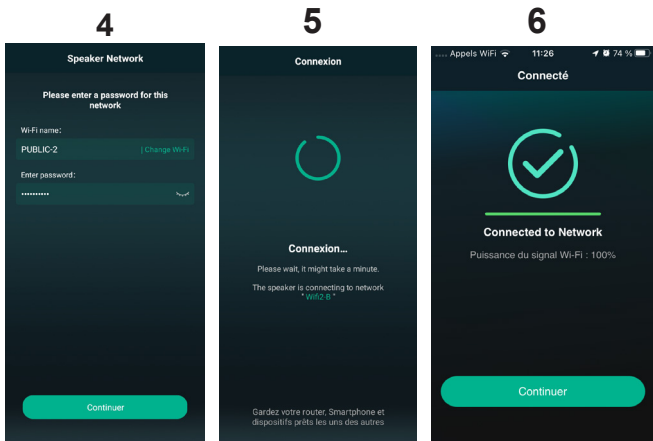 4
Speaker Network
Please enter a password for this
network
Wi-Fi name:
PUBLIC-2 | Change Wi-Fi
Enter password:
••••••••••
Continuer
5
Connexion
Connexion...
Please wait, it might take a minute.
The speaker is connecting to network
" Wifi2-B "
Gardez votre router, Smartphone et
dispositifs prêts les uns des autres
6
.... Appels WiFi 11:26 74 %
Connecté
Connected to Network
Puissance du signal Wi-Fi : 100%
Continuer